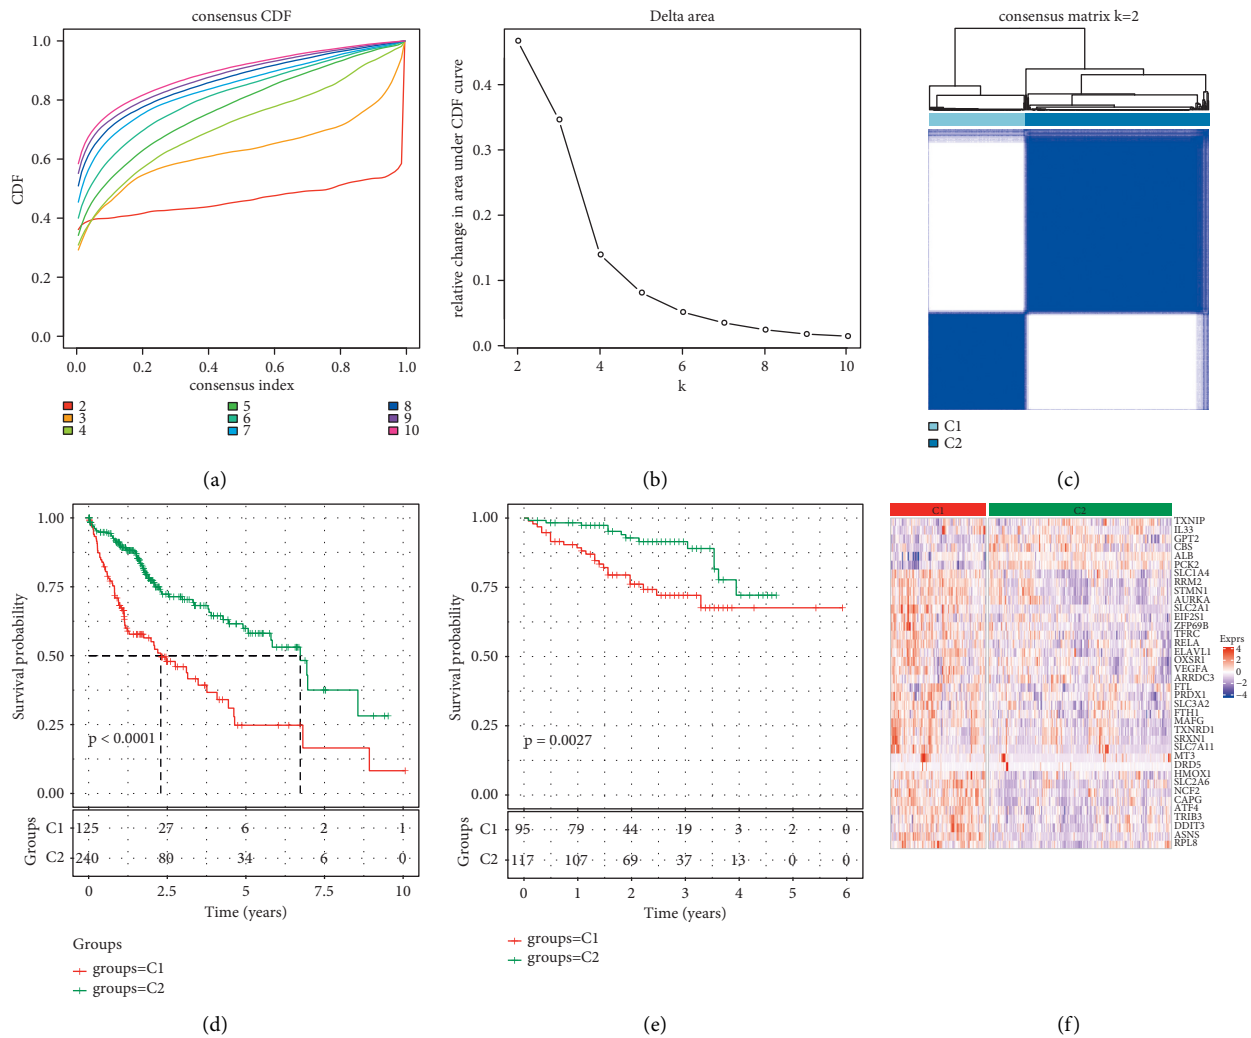 consensus CDF
1.0
0.8
0.6
0.4
0.2
0.0
CDF
0.0 0.2 0.4 0.6 0.8 1.0
consensus index
2 5 8
3 6 9
4 7 10
(a)
Delta area
relative change in area under CDF curve
0.4
0.3
0.2
0.1
0.0
2 4 6 8 10
k
(b)
consensus matrix k=2
C1
C2
(c)
Survival probability
1.00
0.75
0.50
0.25
0.00
p < 0.0001
Groups
C1 125 27 6 2 1
C2 240 80 34 6 0
0 2.5 5 7.5 10
Time (years)
Groups
groups=C1
groups=C2
(d)
Survival probability
1.00
0.75
0.50
0.25
0.00
p = 0.0027
Groups
C1 95 79 44 19 3 2 0
C2 117 107 69 37 13 0 0
0 1 2 3 4 5 6
Time (years)
groups=C1
groups=C2
(e)
C1 C2
TXNIP
IL33
GPT2
CBS
ALB
PCK2
SLC1A4
RRM2
STMN1
AURKA
SLC2A1
EIF2S1
ZFP69B
TFRC
RELA
ELAVL1
OXSR1
VEGFA
ARRDC3
FTL
PRDX1
SLC3A2
FTH1
MAFG
TXNRD1
SRXN1
SLC7A11
MT3
DRD5
HMOX1
SLC2A6
NCF2
CAPG
ATF4
TRIB3
DDIT3
ASNS
RPL8
Exprs
4
2
0
−2
−4
(f)